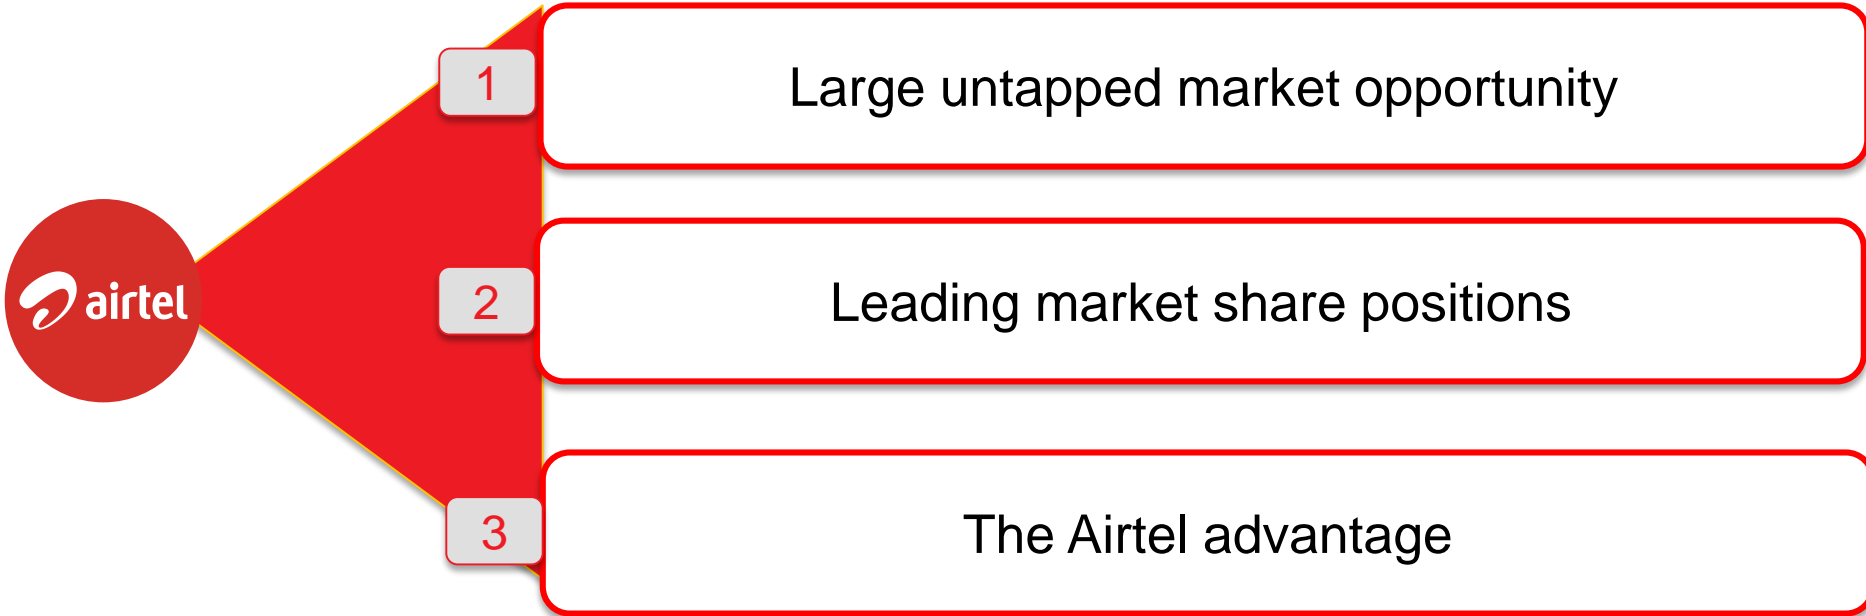 1
Large untapped market opportunity
airtel
2
Leading market share positions
3
The Airtel advantage